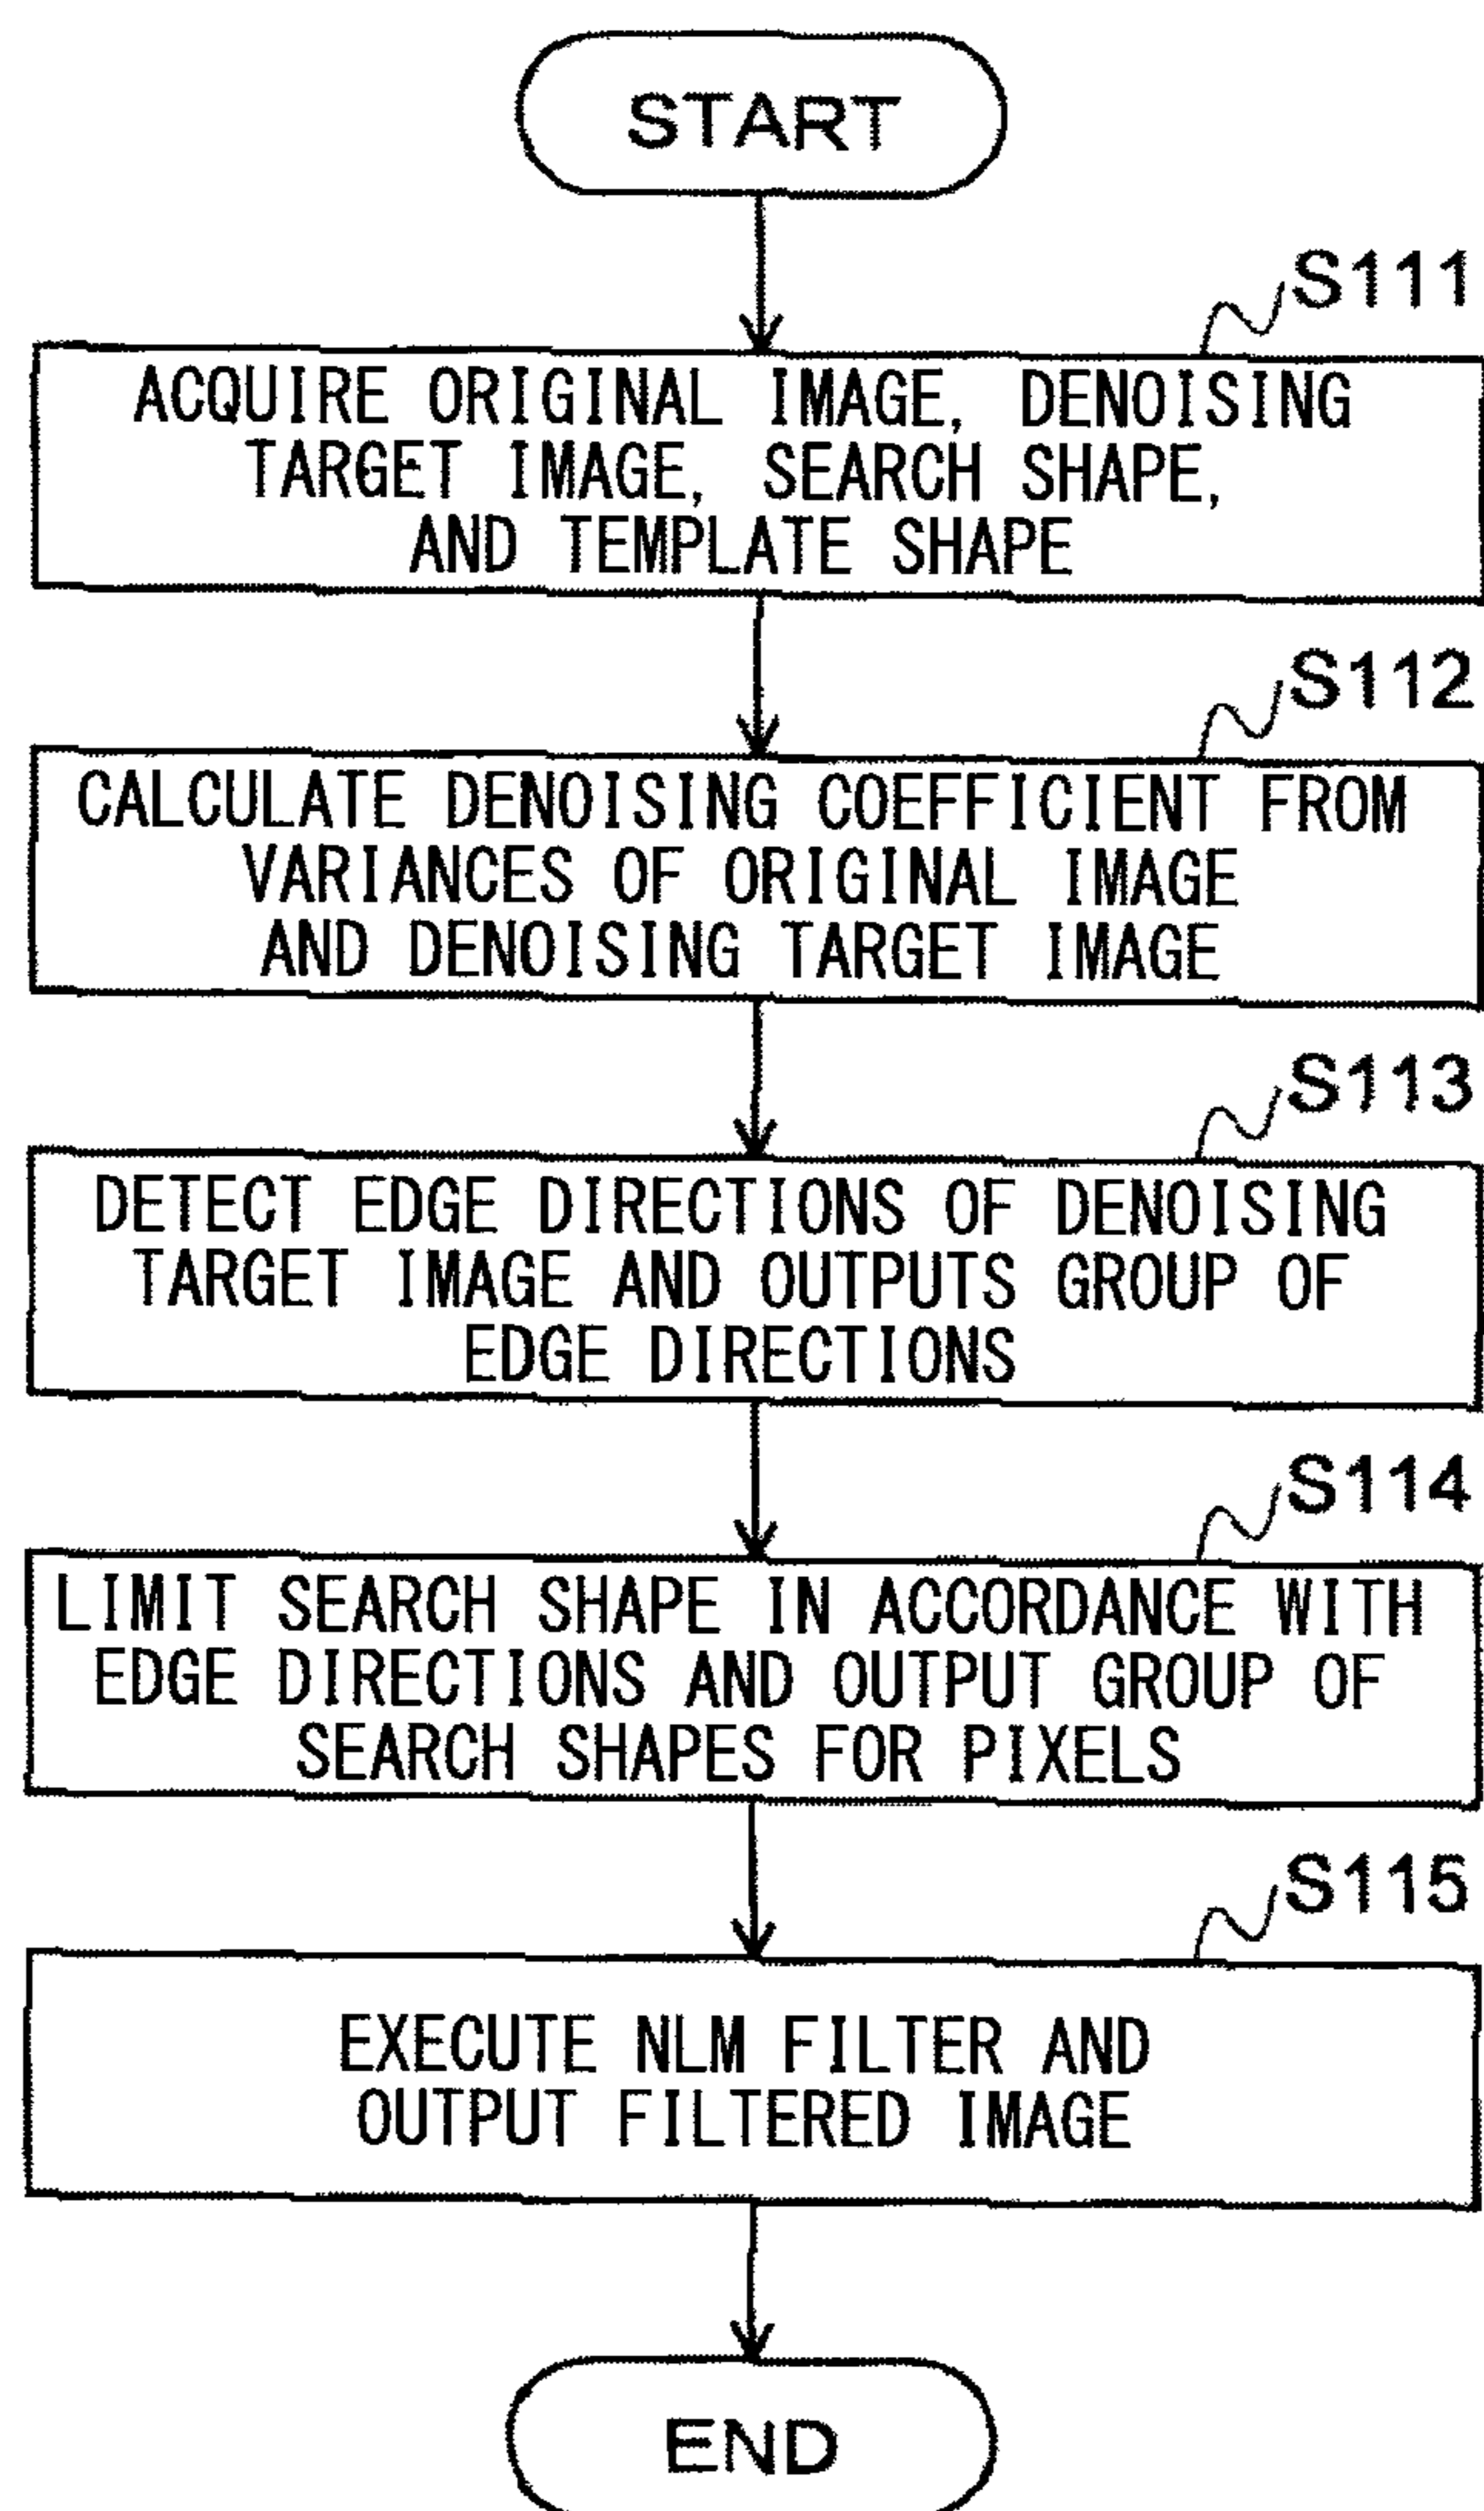 START
S111
ACQUIRE ORIGINAL IMAGE, DENOISING
TARGET IMAGE, SEARCH SHAPE,
AND TEMPLATE SHAPE
S112
CALCULATE DENOISING COEFFICIENT FROM
VARIANCES OF ORIGINAL IMAGE
AND DENOISING TARGET IMAGE
S113
DETECT EDGE DIRECTIONS OF DENOISING
TARGET IMAGE AND OUTPUTS GROUP OF
EDGE DIRECTIONS
S114
LIMIT SEARCH SHAPE IN ACCORDANCE WITH
EDGE DIRECTIONS AND OUTPUT GROUP OF
SEARCH SHAPES FOR PIXELS
S115
EXECUTE NLM FILTER AND
OUTPUT FILTERED IMAGE
END